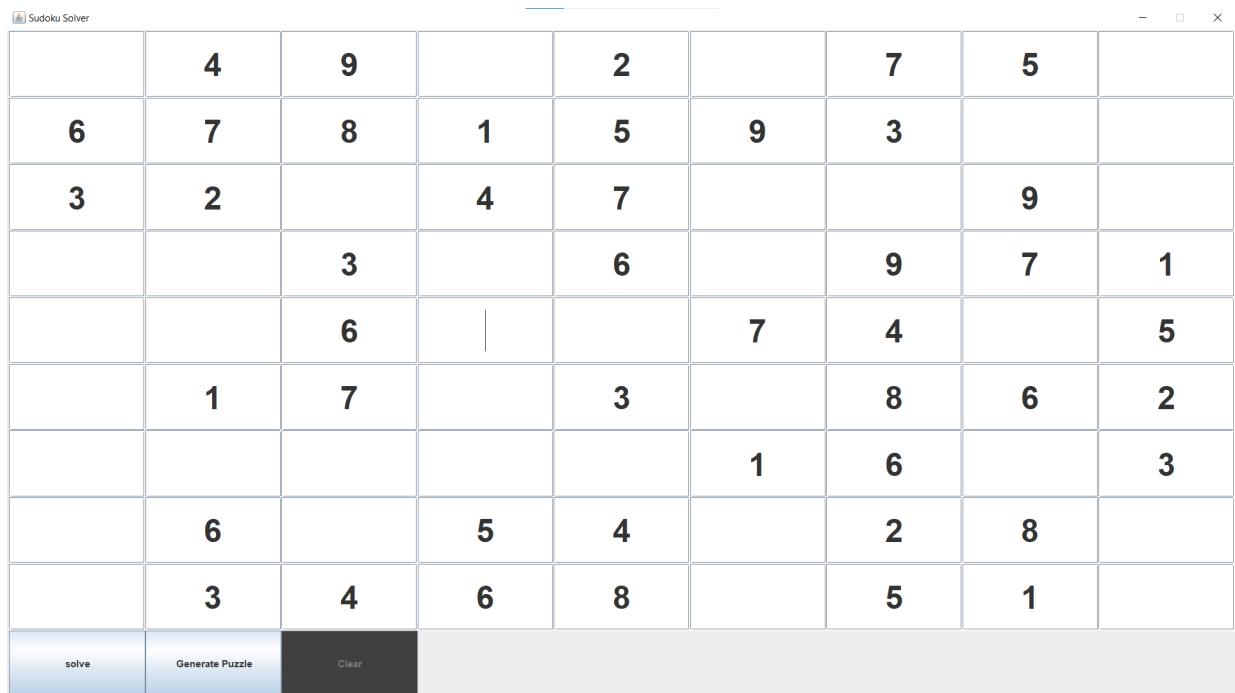 Sudoku Solver
4 9 2 7 5
6 7 8 1 5 9 3
3 2 4 7 9
3 6 9 7 1
6 7 4 5
1 7 3 8 6 2
1 6 3
6 5 4 2 8
3 4 6 8 5 1
solve Generate Puzzle Clear